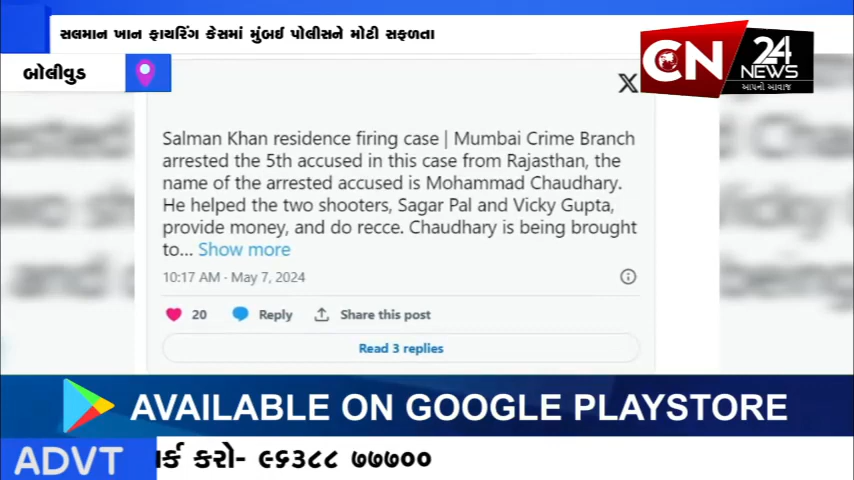 સલમાન ખાન ફાયરિંગ કેસમાં મુંબઈ પોલીસને મોટી સફળતા
બોલીવુડ
CN 24 NEWS
આપનો અવાજ
X
Salman Khan residence firing case | Mumbai Crime Branch
arrested the 5th accused in this case from Rajasthan, the
name of the arrested accused is Mohammad Chaudhary.
He helped the two shooters, Sagar Pal and Vicky Gupta,
provide money, and do recce. Chaudhary is being brought
to... Show more
10:17 AM · May 7, 2024
20 Reply Share this post
Read 3 replies
AVAILABLE ON GOOGLE PLAYSTORE
ADVT
ર્ક કરો- ૯૬૩૮૮ ૭૭૭૦૦